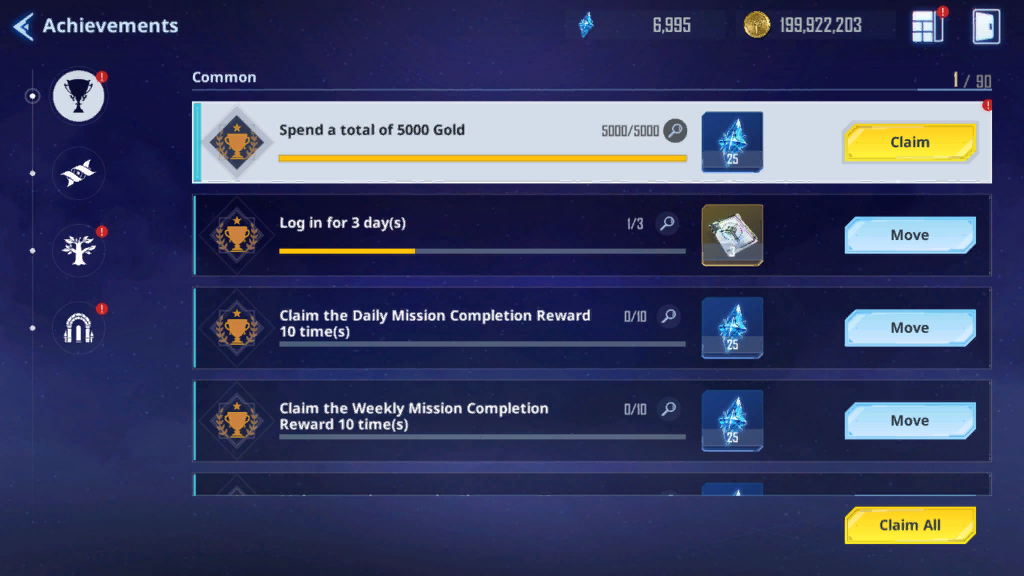 Achievements
6,995
199,922,203
Common
1 / 90
Spend a total of 5000 Gold
5000/5000
25
Claim
Log in for 3 day(s)
1/3
Move
Claim the Daily Mission Completion Reward
10 time(s)
0/10
25
Move
Claim the Weekly Mission Completion
Reward 10 time(s)
0/10
25
Move
Claim All